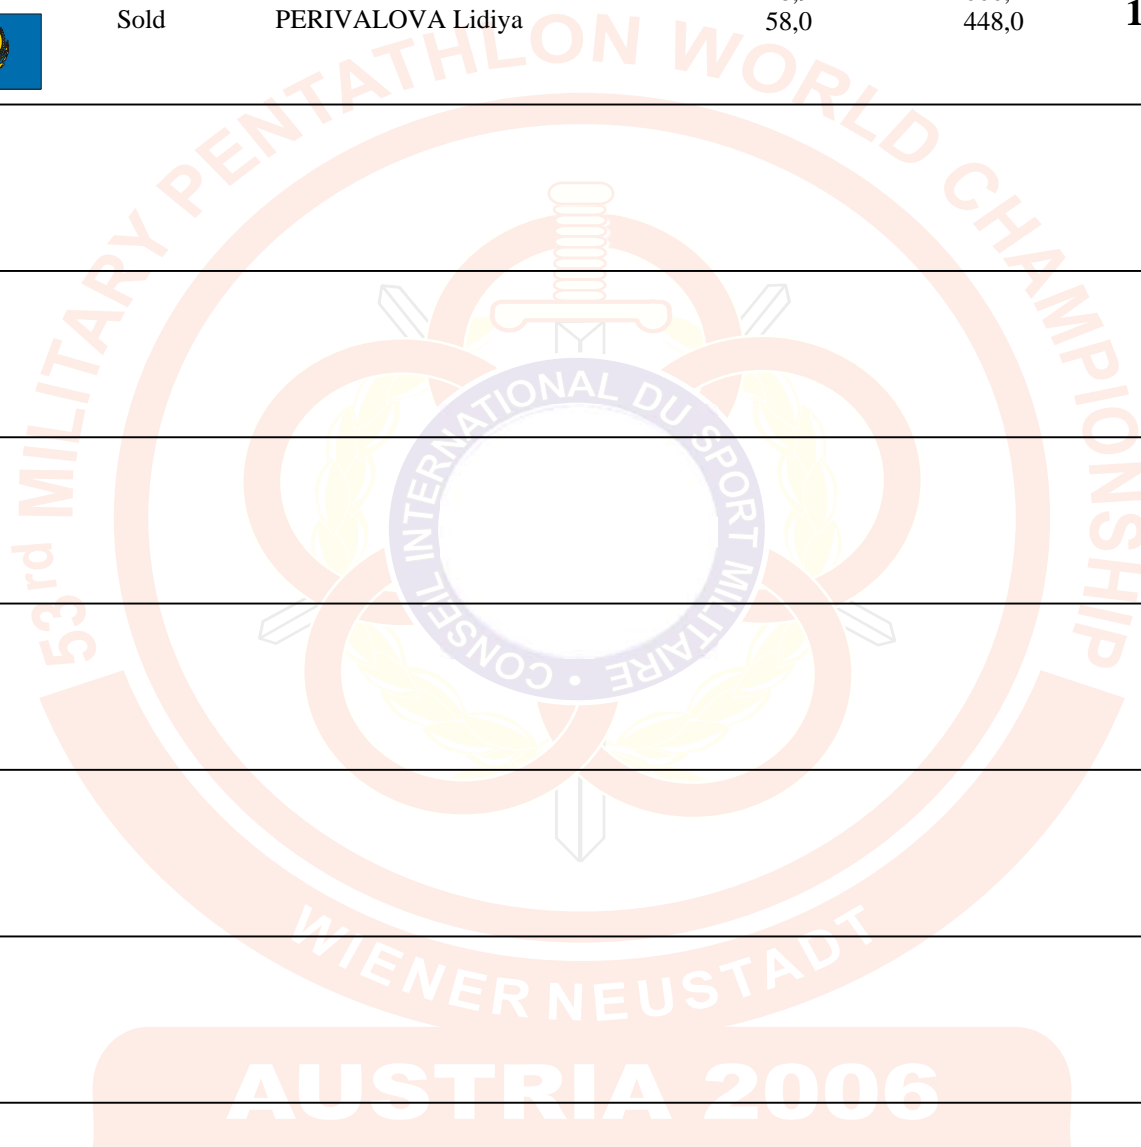 Sold PERIVALOVA Lidiya 58,0 448,0
53rd MILITARY PENTATHLON WORLD CHAMPIONSHIP
CONSEIL INTERNATIONAL DU SPORT MILITAIRE •
WIENER NEUSTADT
AUSTRIA 2006